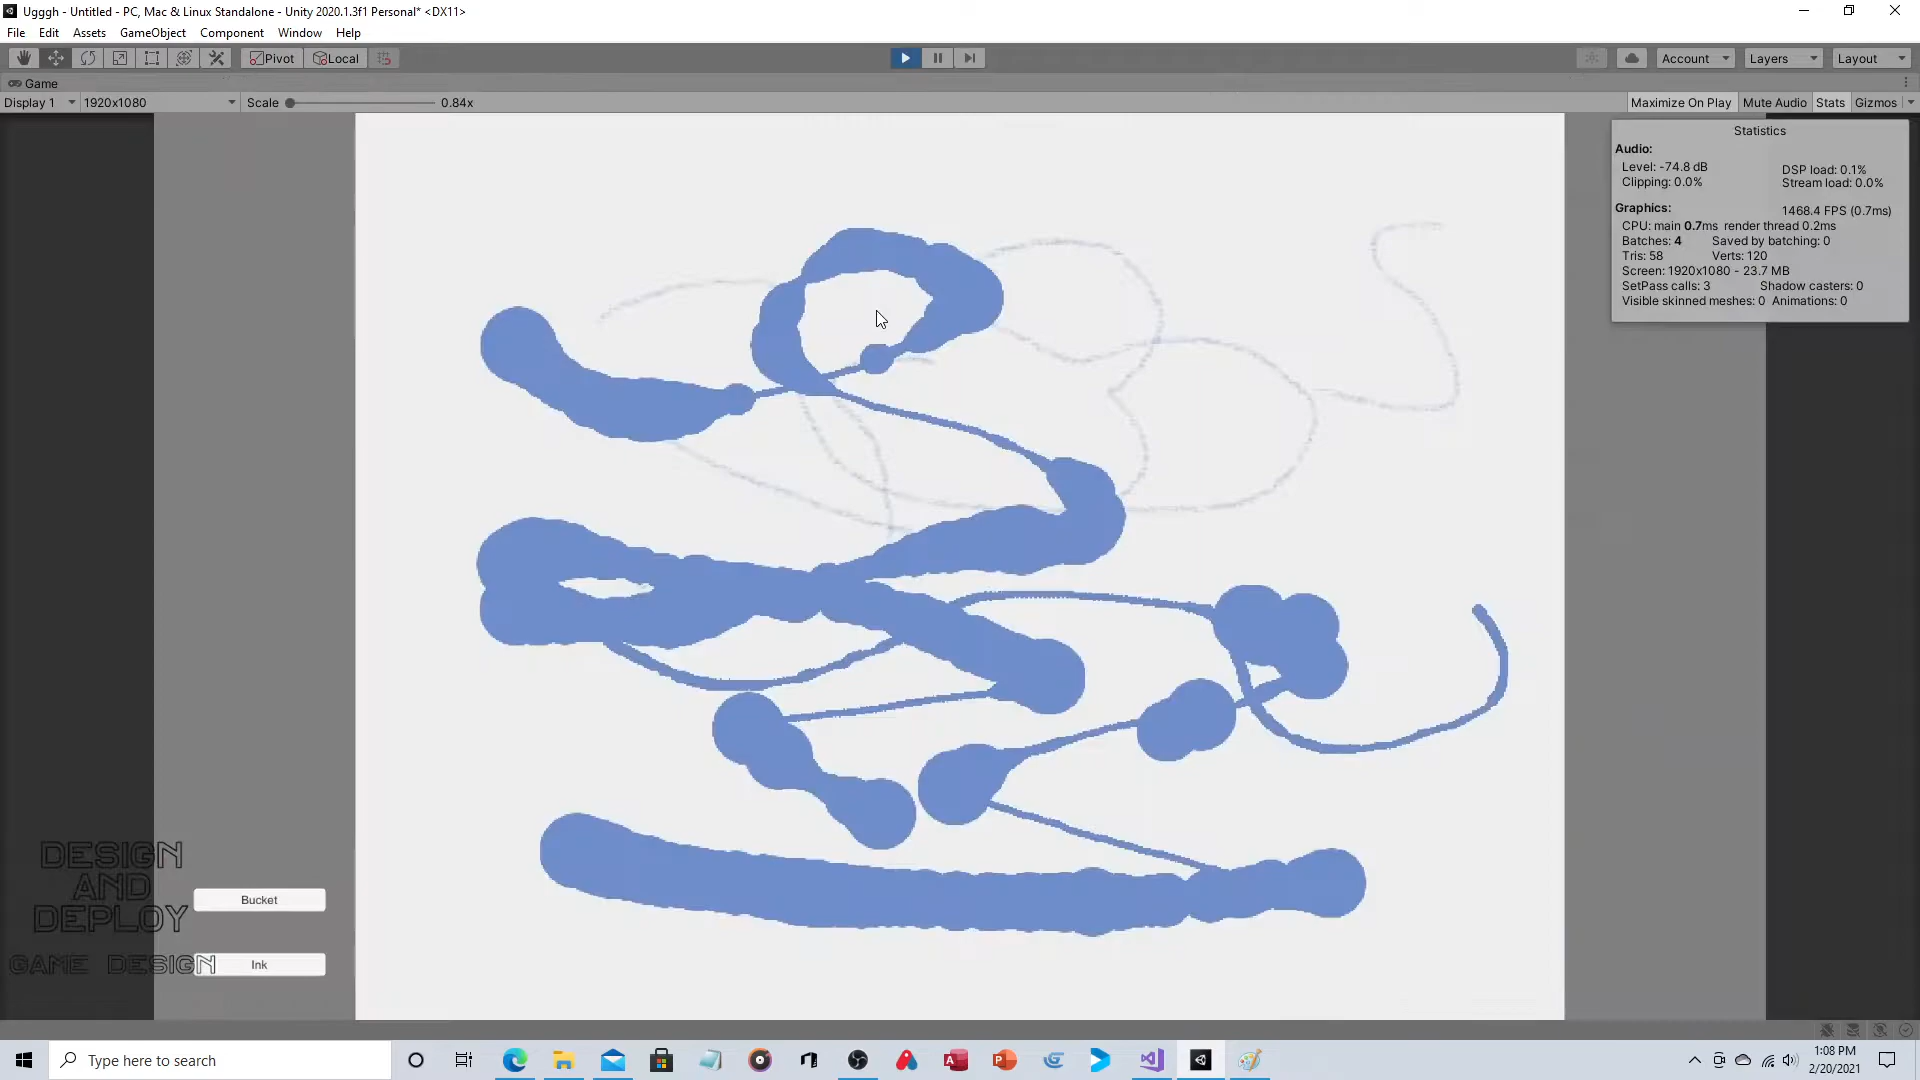 Ugggh - Untitled - PC, Mac & Linux Standalone - Unity 2020.1.3f1 Personal* <DX11>
File Edit Assets GameObject Component Window Help
Pivot Local Account Layers Layout
Game
Display 1 1920x1080 Scale 0.84x Maximize On Play Mute Audio Stats Gizmos
Statistics
Audio:
Level: -74.8 dB DSP load: 0.1%
Clipping: 0.0% Stream load: 0.0%
Graphics: 1468.4 FPS (0.7ms)
CPU: main 0.7ms render thread 0.2ms
Batches: 4 Saved by batching: 0
Tris: 58 Verts: 120
Screen: 1920x1080 - 23.7 MB
SetPass calls: 3 Shadow casters: 0
Visible skinned meshes: 0 Animations: 0
DESIGN
AND
DEPLOY
GAME DESIGN
Bucket
Ink
Type here to search
1:08 PM
2/20/2021